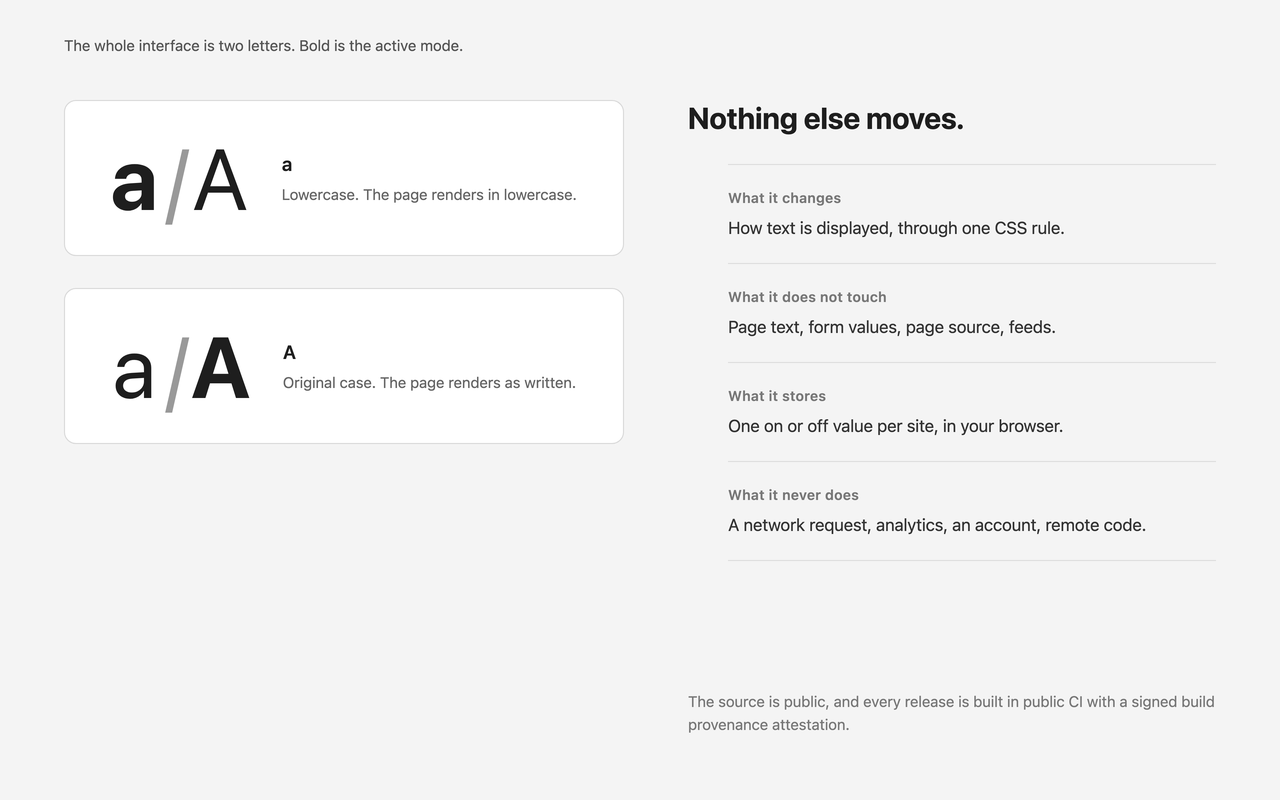 The whole interface is two letters. Bold is the active mode.
a/A
a
Lowercase. The page renders in lowercase.
a/A
A
Original case. The page renders as written.
Nothing else moves.
What it changes
How text is displayed, through one CSS rule.
What it does not touch
Page text, form values, page source, feeds.
What it stores
One on or off value per site, in your browser.
What it never does
A network request, analytics, an account, remote code.
The source is public, and every release is built in public CI with a signed build
provenance attestation.